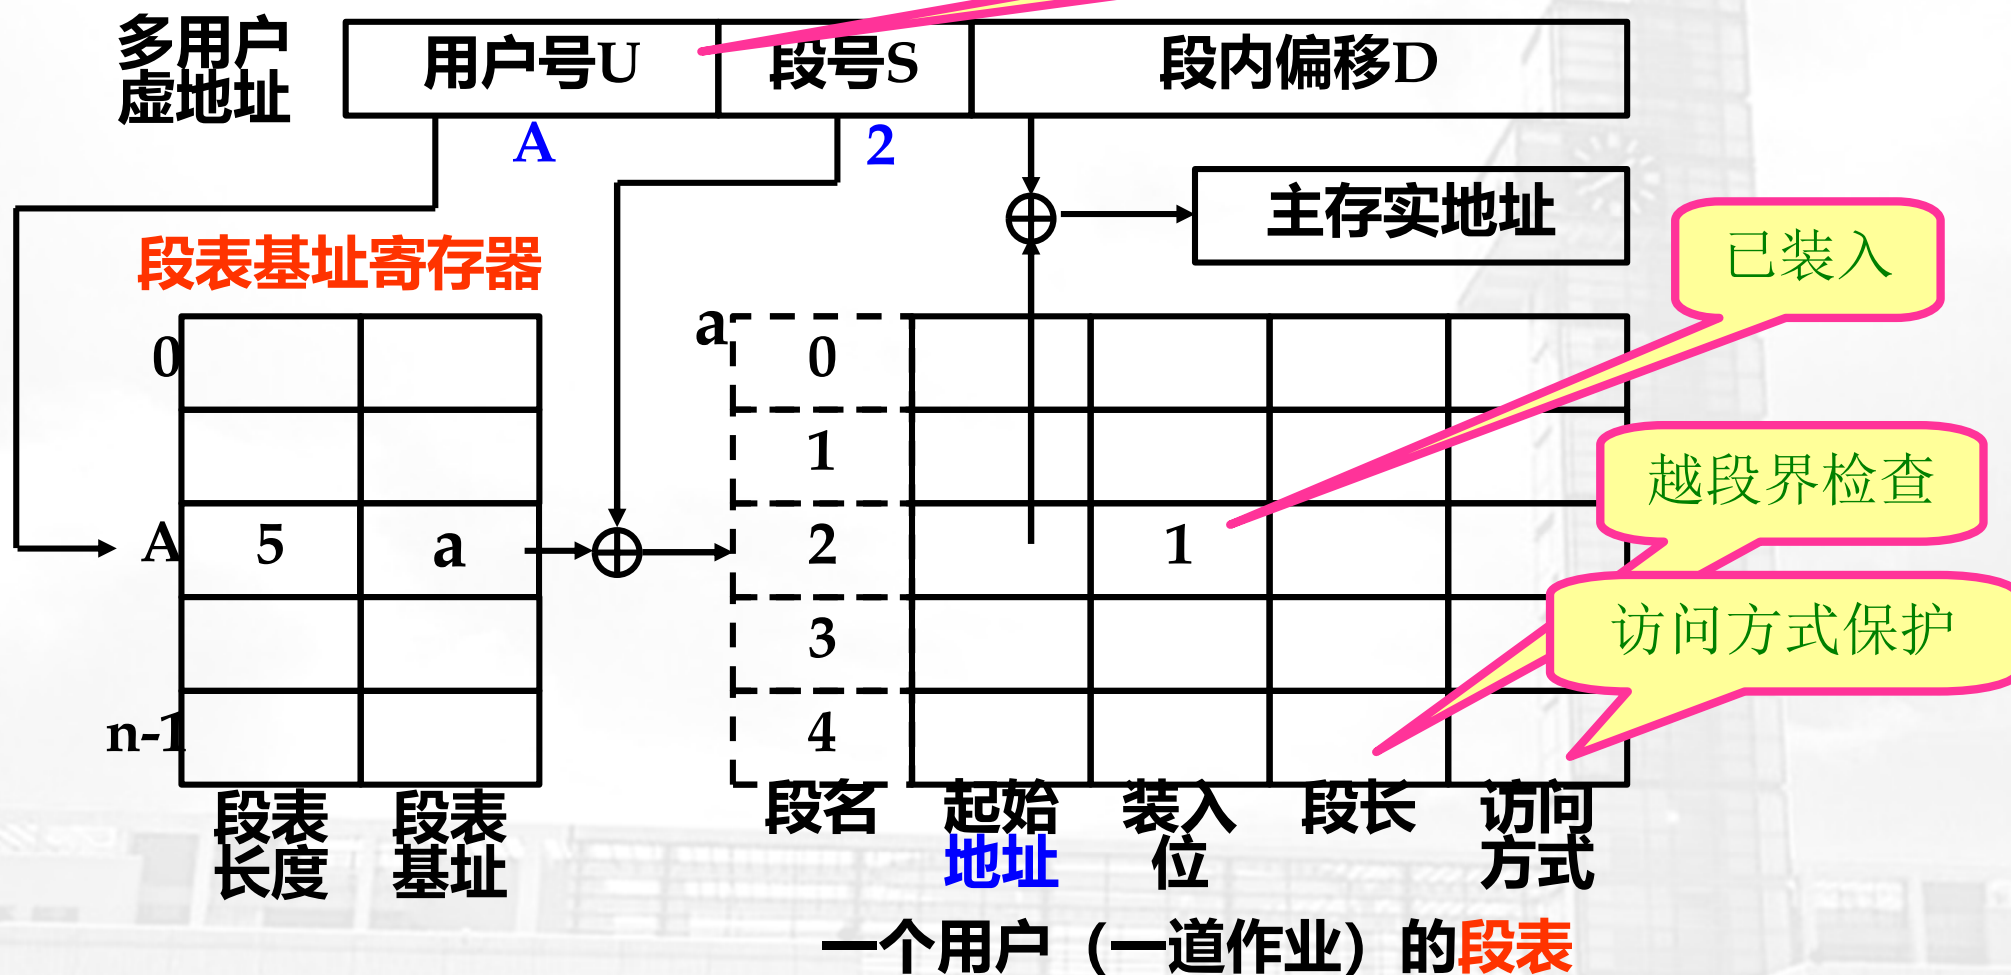 多用户
虚地址
用户号U
段号S
段内偏移D
A
2
主存实地址
已装入
段表基址寄存器
a
0
0
1
越段界检查
A
5
a
2
1
3
访问方式保护
n-1
4
段表
长度
段表
基址
段名
起始
地址
装入
位
段长
访问
方式
一个用户（一道作业）的段表